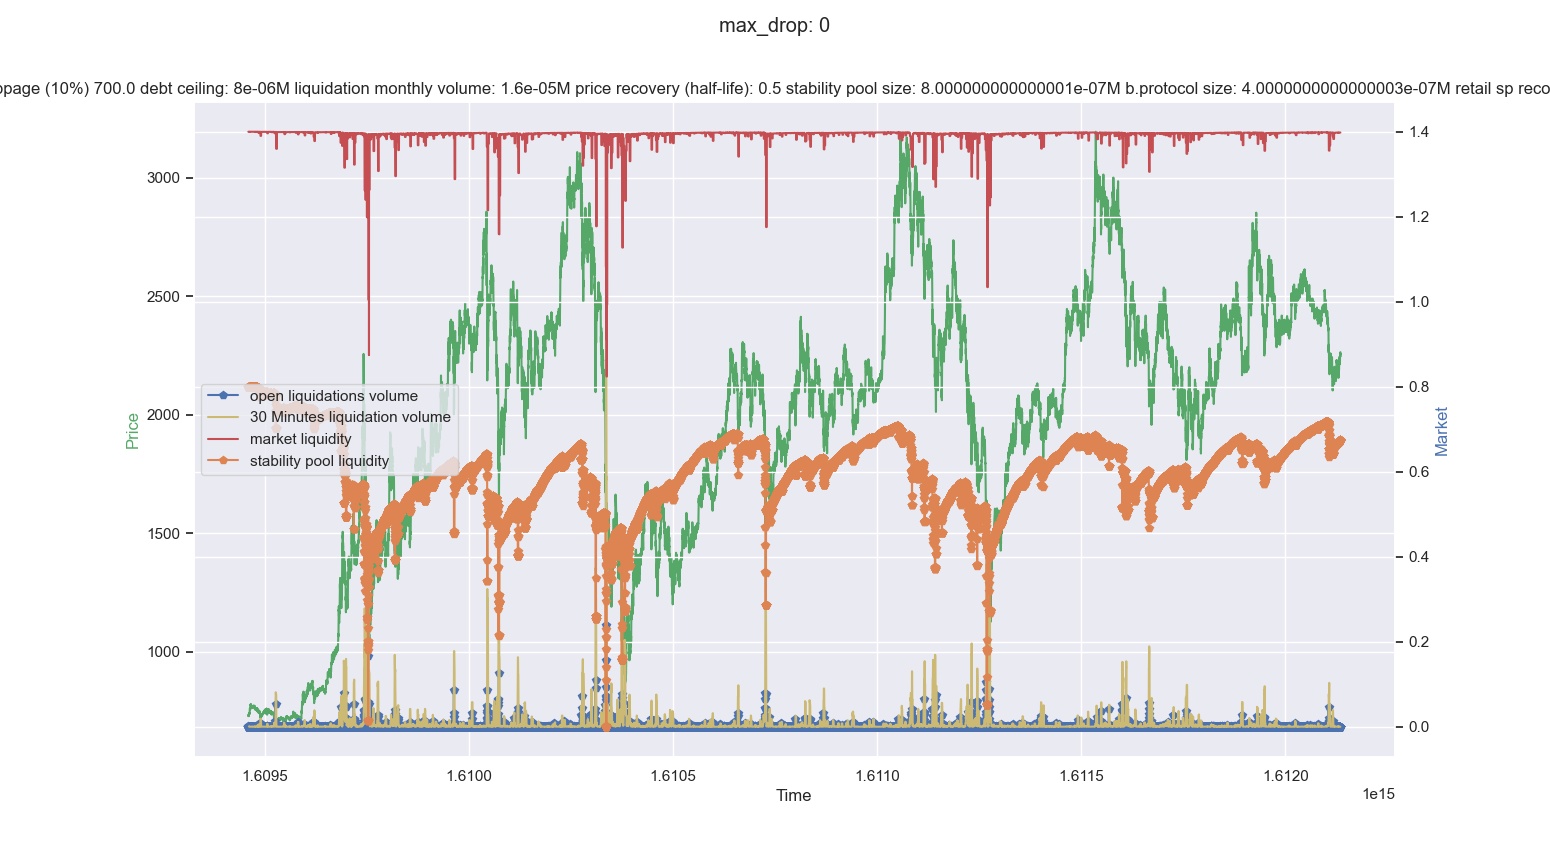 max_drop: 0
opage (10%) 700.0 debt ceiling: 8e-06M liquidation monthly volume: 1.6e-05M price recovery (half-life): 0.5 stability pool size: 8.000000000000001e-07M b.protocol size: 4.0000000000000003e-07M retail sp reco
3000
2500
2000
1500
1000
Price
open liquidations volume
30 Minutes liquidation volume
market liquidity
stability pool liquidity
1.4
1.2
1.0
0.8
0.6
0.4
0.2
0.0
Market
1.6095
1.6100
1.6105
1.6110
1.6115
1.6120
Time
1e15